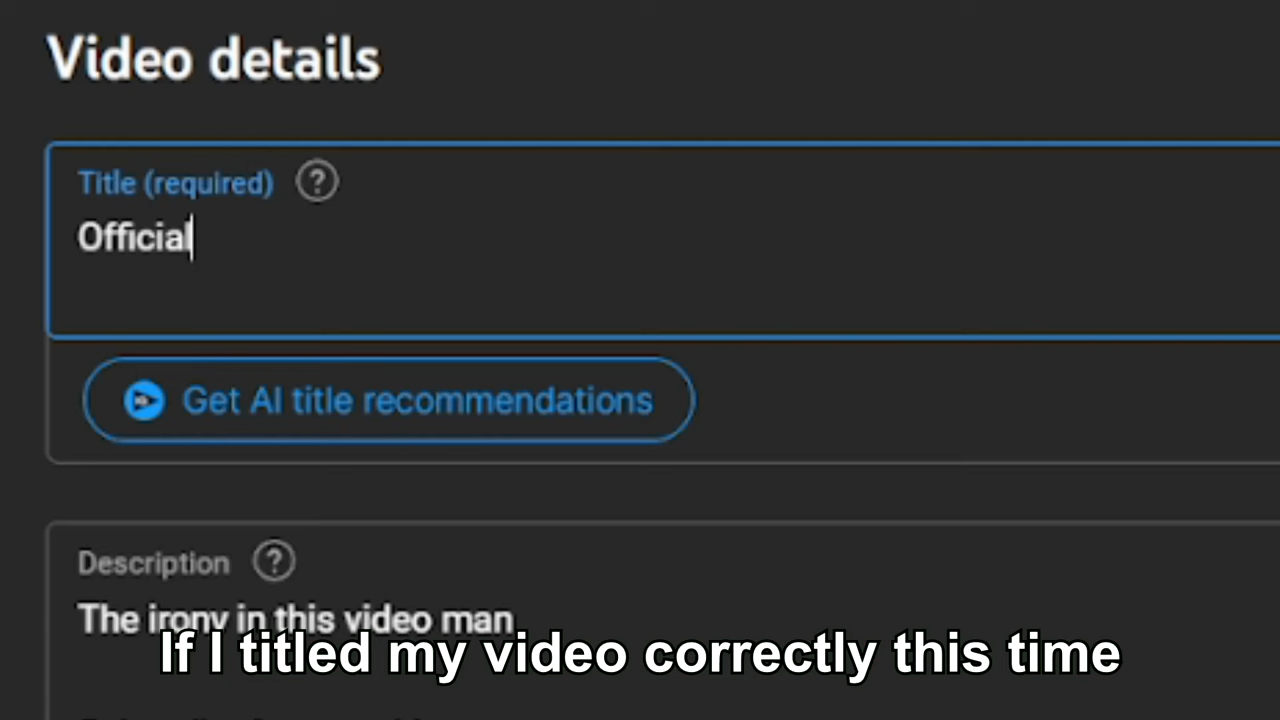 Video details
Title (required)
Official
Get AI title recommendations
Description
The irony in this video man
If I titled my video correctly this time